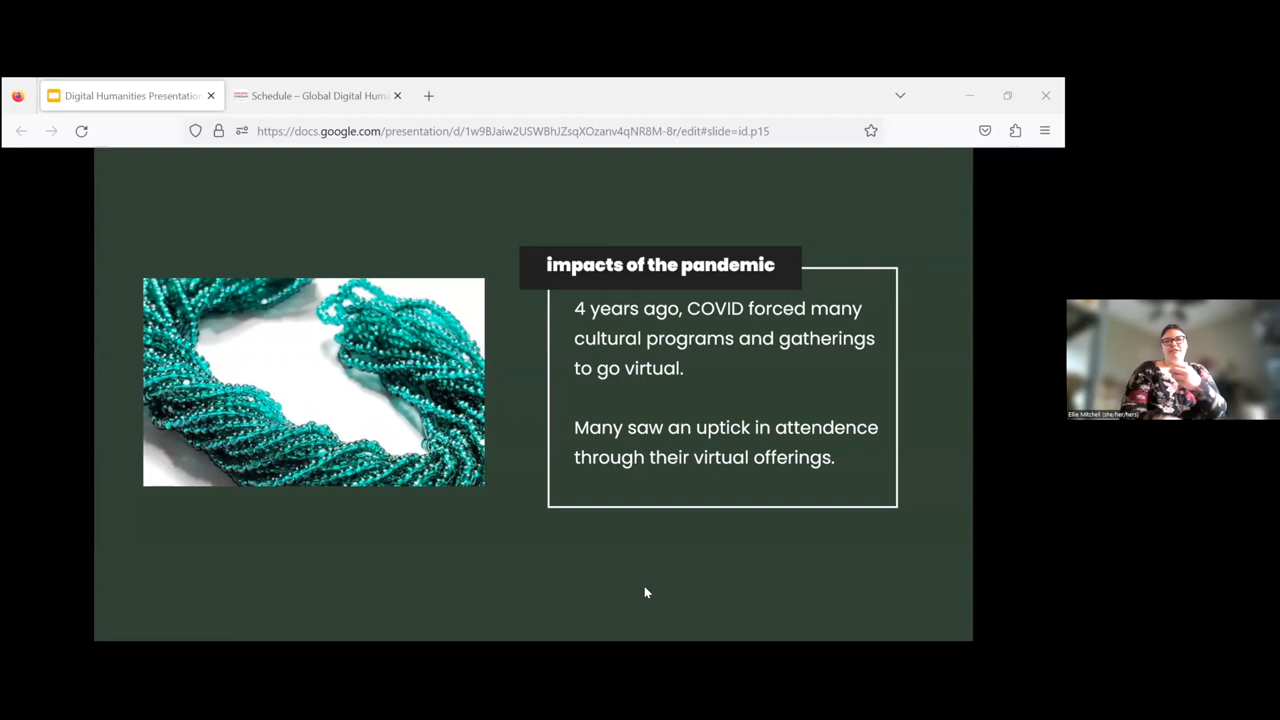 Digital Humanities Presentation
Schedule – Global Digital Hum
https://docs.google.com/presentation/d/1w9BJaiw2USWBhJZsqXOzanv4qNR8M-8r/edit#slide=id.p15
impacts of the pandemic
4 years ago, COVID forced many
cultural programs and gatherings
to go virtual.
Many saw an uptick in attendence
through their virtual offerings.
Ellie Mitchell (she/her/hers)